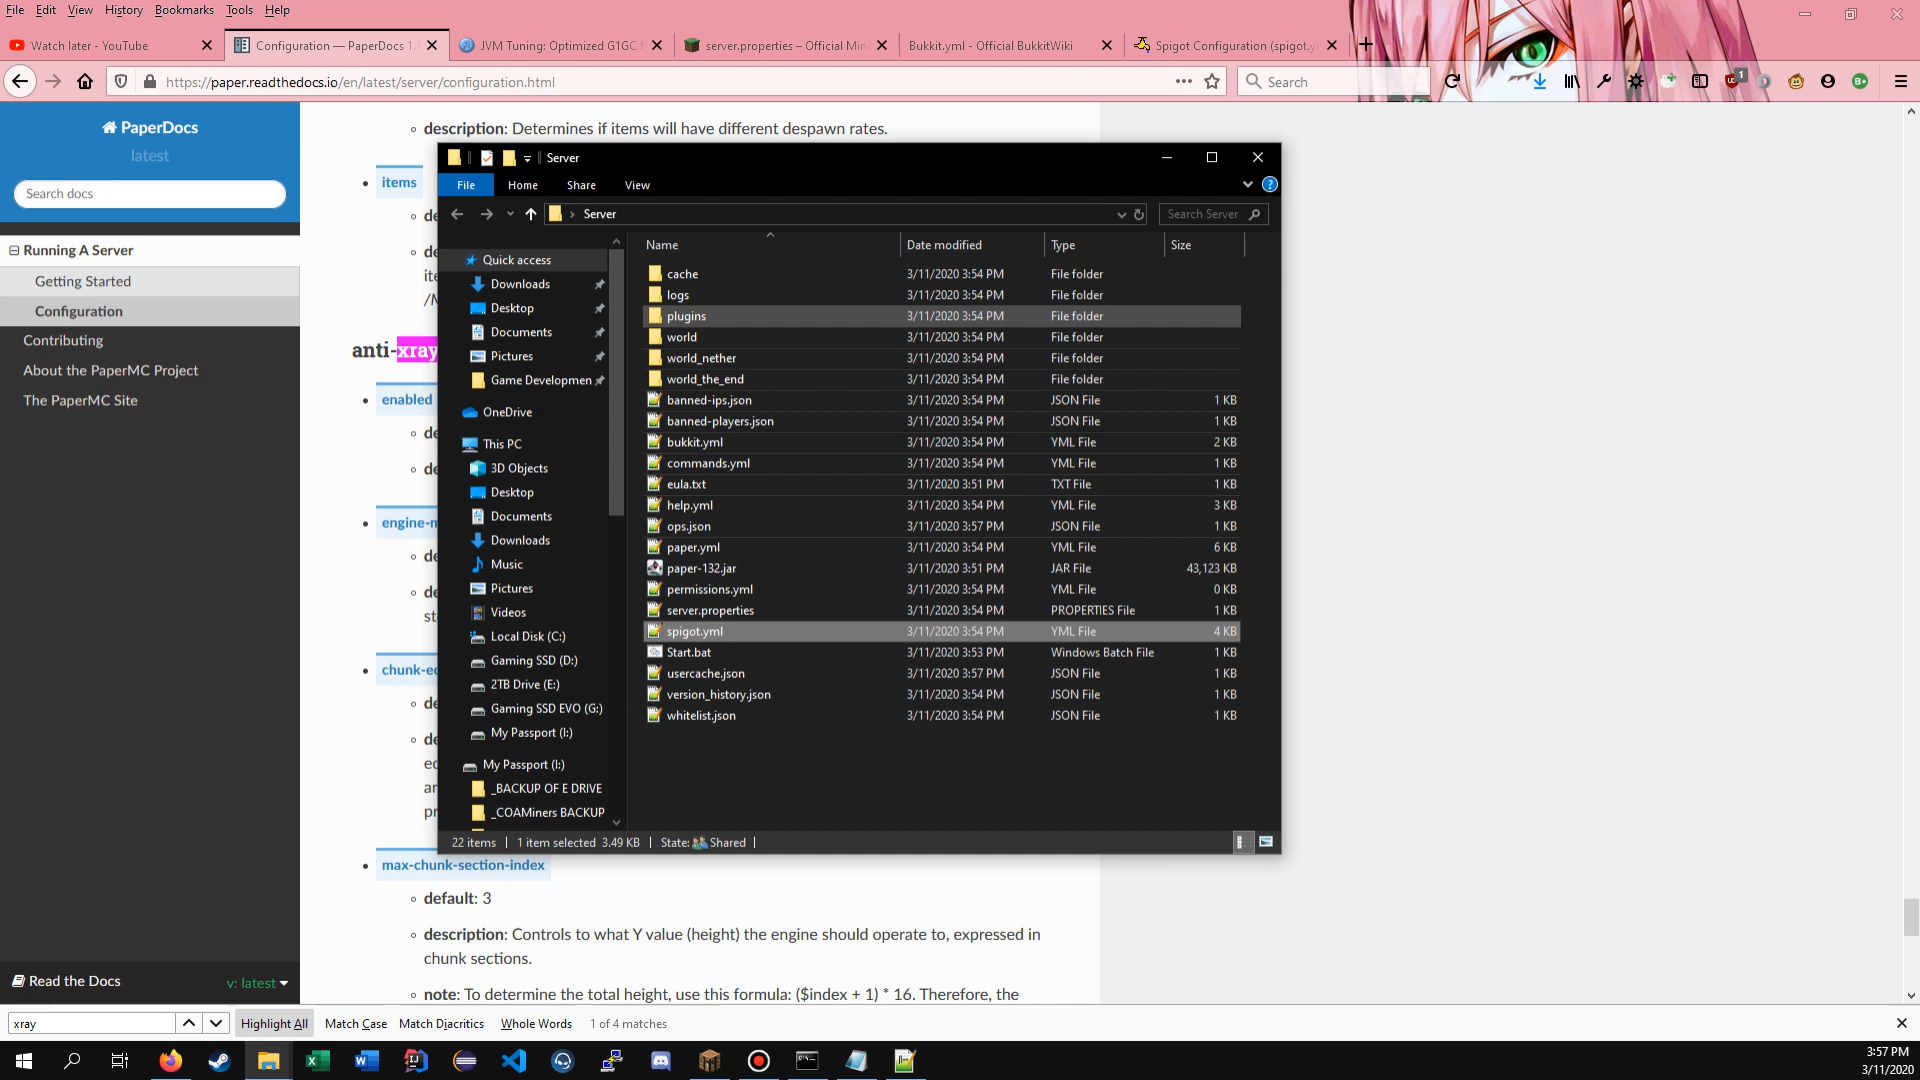 File Edit View History Bookmarks Tools Help
Watch later - YouTube
Configuration — PaperDocs 1.
JVM Tuning: Optimized G1GC
server.properties – Official Min
Bukkit.yml - Official BukkitWiki
Spigot Configuration (spigot.y
https://paper.readthedocs.io/en/latest/server/configuration.html
Search
1
PaperDocs
latest
Search docs
Running A Server
Getting Started
Configuration
Contributing
About the PaperMC Project
The PaperMC Site
Read the Docs
v: latest
description: Determines if items will have different despawn rates.
items
de
de
ite
/M
anti-xray
enabled
de
de
engine-m
de
de
st
chunk-ed
de
de
ec
ar
pr
max-chunk-section-index
default: 3
description: Controls to what Y value (height) the engine should operate to, expressed in
chunk sections.
note: To determine the total height, use this formula: ($index + 1) * 16. Therefore, the
Server
File Home Share View
Server
Search Server
Quick access
Downloads
Desktop
Documents
Pictures
Game Developmen
OneDrive
This PC
3D Objects
Desktop
Documents
Downloads
Music
Pictures
Videos
Local Disk (C:)
Gaming SSD (D:)
2TB Drive (E:)
Gaming SSD EVO (G:)
My Passport (I:)
My Passport (I:)
_BACKUP OF E DRIVE
_COAMiners BACKUP
Name Date modified Type Size
cache 3/11/2020 3:54 PM File folder
logs 3/11/2020 3:54 PM File folder
plugins 3/11/2020 3:54 PM File folder
world 3/11/2020 3:54 PM File folder
world_nether 3/11/2020 3:54 PM File folder
world_the_end 3/11/2020 3:54 PM File folder
banned-ips.json 3/11/2020 3:54 PM JSON File 1 KB
banned-players.json 3/11/2020 3:54 PM JSON File 1 KB
bukkit.yml 3/11/2020 3:54 PM YML File 2 KB
commands.yml 3/11/2020 3:54 PM YML File 1 KB
eula.txt 3/11/2020 3:51 PM TXT File 1 KB
help.yml 3/11/2020 3:54 PM YML File 3 KB
ops.json 3/11/2020 3:57 PM JSON File 1 KB
paper.yml 3/11/2020 3:54 PM YML File 6 KB
paper-132.jar 3/11/2020 3:51 PM JAR File 43,123 KB
permissions.yml 3/11/2020 3:54 PM YML File 0 KB
server.properties 3/11/2020 3:54 PM PROPERTIES File 1 KB
spigot.yml 3/11/2020 3:54 PM YML File 4 KB
Start.bat 3/11/2020 3:53 PM Windows Batch File 1 KB
usercache.json 3/11/2020 3:57 PM JSON File 1 KB
version_history.json 3/11/2020 3:54 PM JSON File 1 KB
whitelist.json 3/11/2020 3:54 PM JSON File 1 KB
22 items 1 item selected 3.49 KB State: Shared
xray
Highlight All Match Case Match Diacritics Whole Words 1 of 4 matches
3:57 PM
3/11/2020